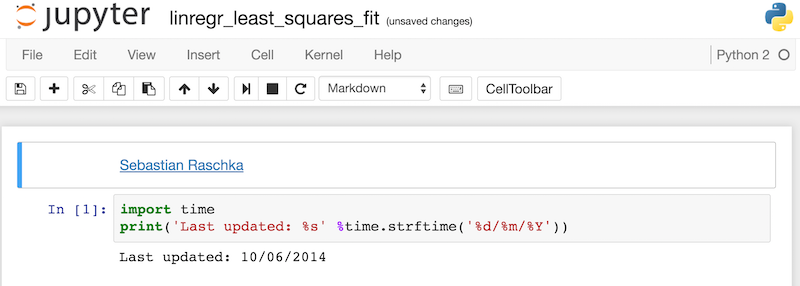 jupyter linregr_least_squares_fit (unsaved changes)
File Edit View Insert Cell Kernel Help Python 2
Markdown CellToolbar
Sebastian Raschka
In [1]: import time
print('Last updated: %s' %time.strftime('%d/%m/%Y'))
Last updated: 10/06/2014